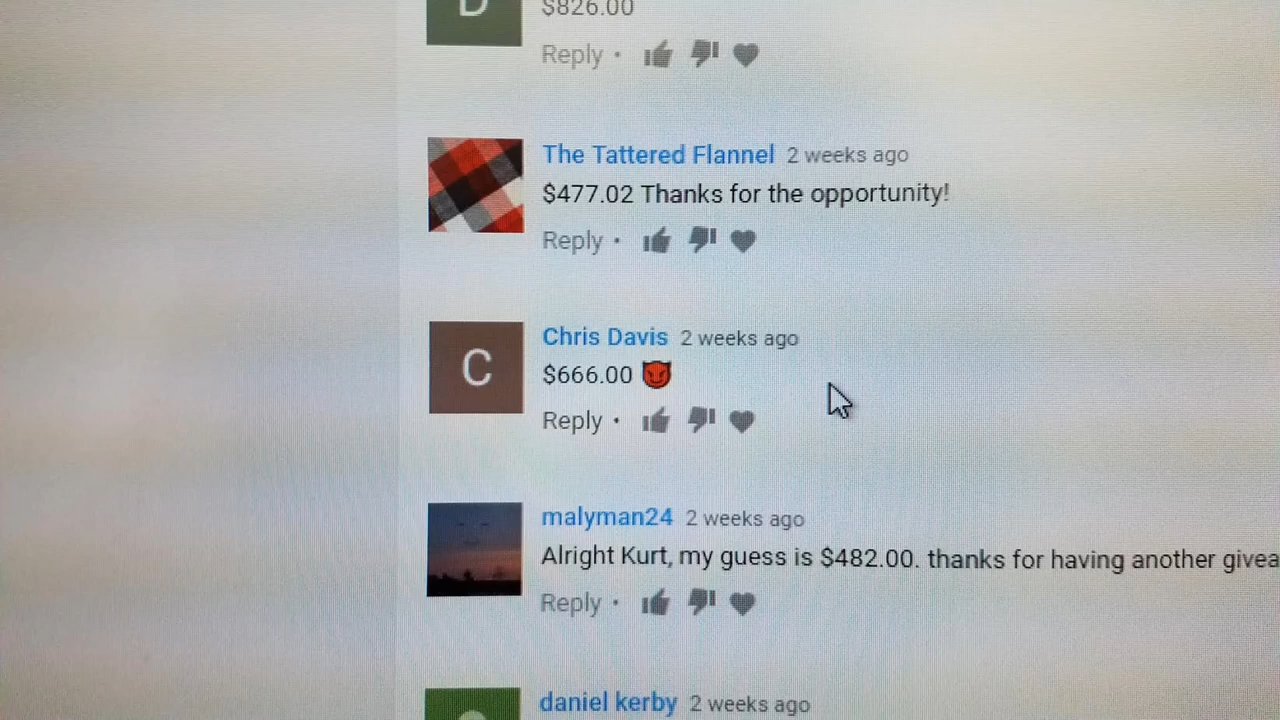 D
$826.00
Reply •
The Tattered Flannel 2 weeks ago
$477.02 Thanks for the opportunity!
Reply •
C
Chris Davis 2 weeks ago
$666.00 😈
Reply •
malyman24 2 weeks ago
Alright Kurt, my guess is $482.00. thanks for having another givea
Reply •
daniel kerby 2 weeks ago